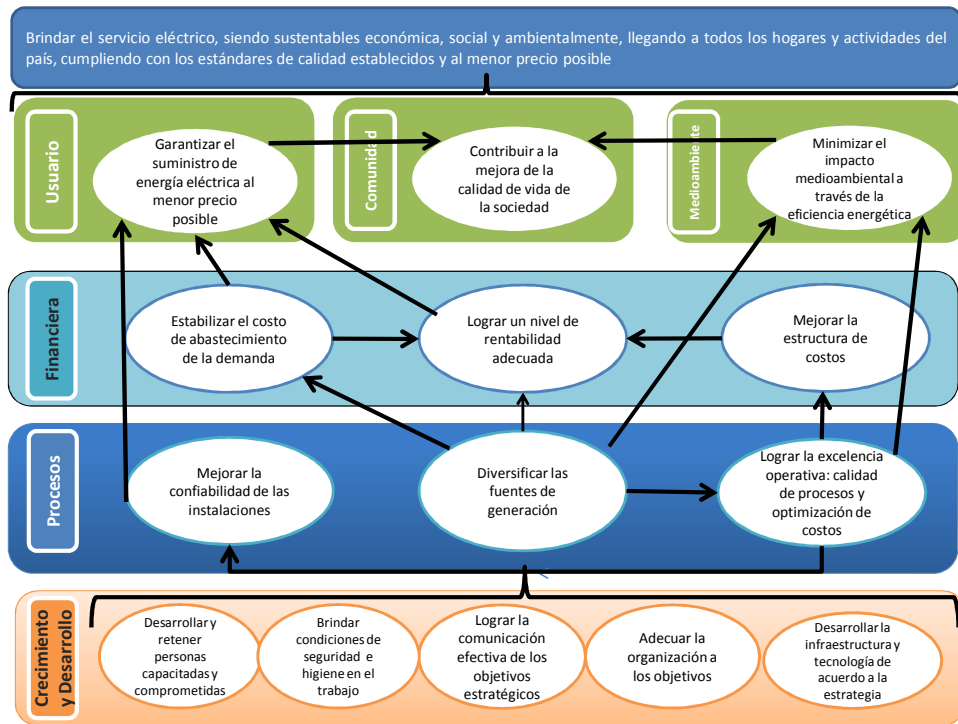 Brindar el servicio eléctrico, siendo sustentables económica, social y ambientalmente, llegando a todos los hogares y actividades del
país, cumpliendo con los estándares de calidad establecidos y al menor precio posible
Usuario
Garantizar el
suministro de
energía eléctrica al
menor precio
posible
Comunidad
Contribuir a la
mejora de la
calidad de vida de
la sociedad
Medioambiente
Minimizar el
impacto
medioambiental a
través de la
eficiencia energética
Financiera
Estabilizar el costo
de abastecimiento
de la demanda
Lograr un nivel de
rentabilidad
adecuada
Mejorar la
estructura de
costos
Procesos
Mejorar la
confiabilidad de las
instalaciones
Diversificar las
fuentes de
generación
Lograr la excelencia
operativa: calidad
de procesos y
optimización de
costos
Crecimiento
y Desarrollo
Desarrollar y
retener
personas
capacitadas y
comprometidas
Brindar
condiciones de
seguridad e
higiene en el
trabajo
Lograr la
comunicación
efectiva de los
objetivos
estratégicos
Adecuar la
organización a
los objetivos
Desarrollar la
infraestructura y
tecnología de
acuerdo a la
estrategia